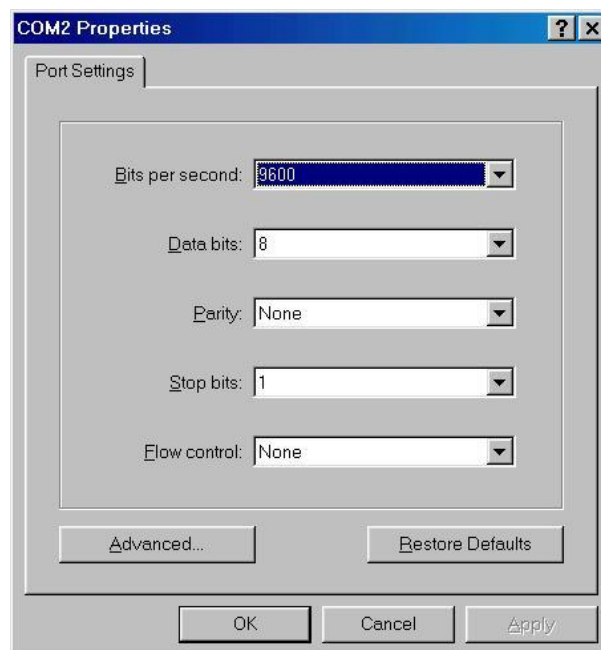 COM2 Properties
Port Settings
Bits per second: 9600
Data bits: 8
Parity: None
Stop bits: 1
Flow control: None
Advanced... Restore Defaults
OK Cancel Apply